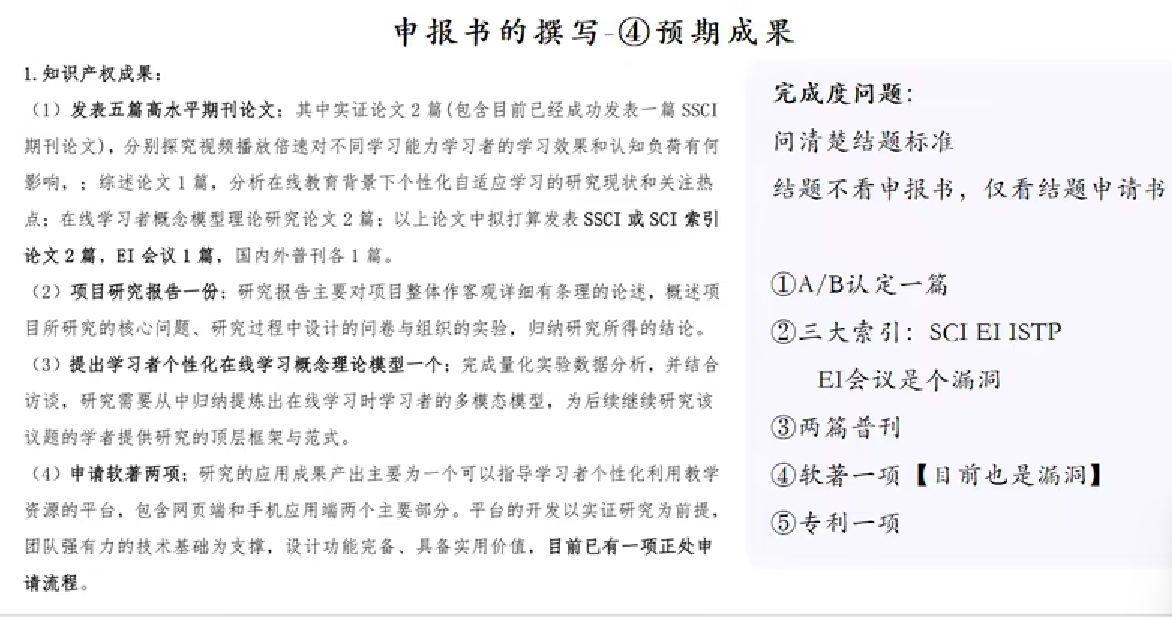 申报书的撰写-④预期成果
1.知识产权成果：
（1）发表五篇高水平期刊论文；其中实证论文2篇(包含目前已经成功发表一篇SSCI
期刊论文)，分别探究视频播放倍速对不同学习能力学习者的学习效果和认知负荷有何
影响，；综述论文1篇，分析在线教育背景下个性化自适应学习的研究现状和关注热
点；在线学习者概念模型理论研究论文2篇；以上论文中拟打算发表SSCI或SCI索引
论文2篇，EI会议1篇，国内外普刊各1篇。
（2）项目研究报告一份；研究报告主要对项目整体作客观详细有条理的论述，概述项
目所研究的核心问题、研究过程中设计的问卷与组织的实验，归纳研究所得的结论。
（3）提出学习者个性化在线学习概念理论模型一个；完成量化实验数据分析，并结合
访谈，研究需要从中归纳提炼出在线学习时学习者的多模态模型，为后续继续研究该
议题的学者提供研究的顶层框架与范式。
（4）申请软著两项；研究的应用成果产出主要为一个可以指导学习者个性化利用教学
资源的平台，包含网页端和手机应用端两个主要部分。平台的开发以实证研究为前提，
团队强有力的技术基础为支撑，设计功能完备、具备实用价值，目前已有一项正处申
请流程。
完成度问题：
问清楚结题标准
结题不看申报书，仅看结题申请书
①A/B认定一篇
②三大索引：SCI EI ISTP
EI会议是个漏洞
③两篇普刊
④软著一项【目前也是漏洞】
⑤专利一项